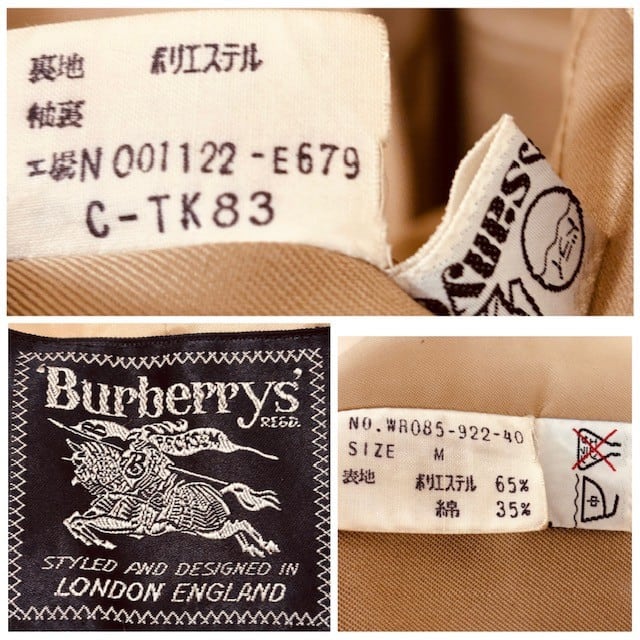 裏地 ポリエステル
袖裏
工場N 001122-E679
C-TK83
'Burberrys'
REGD.
STYLED AND DESIGNED IN
LONDON ENGLAND
NO. WR085-922-40
SIZE M
表地 ポリエステル 65%
綿 35%
中